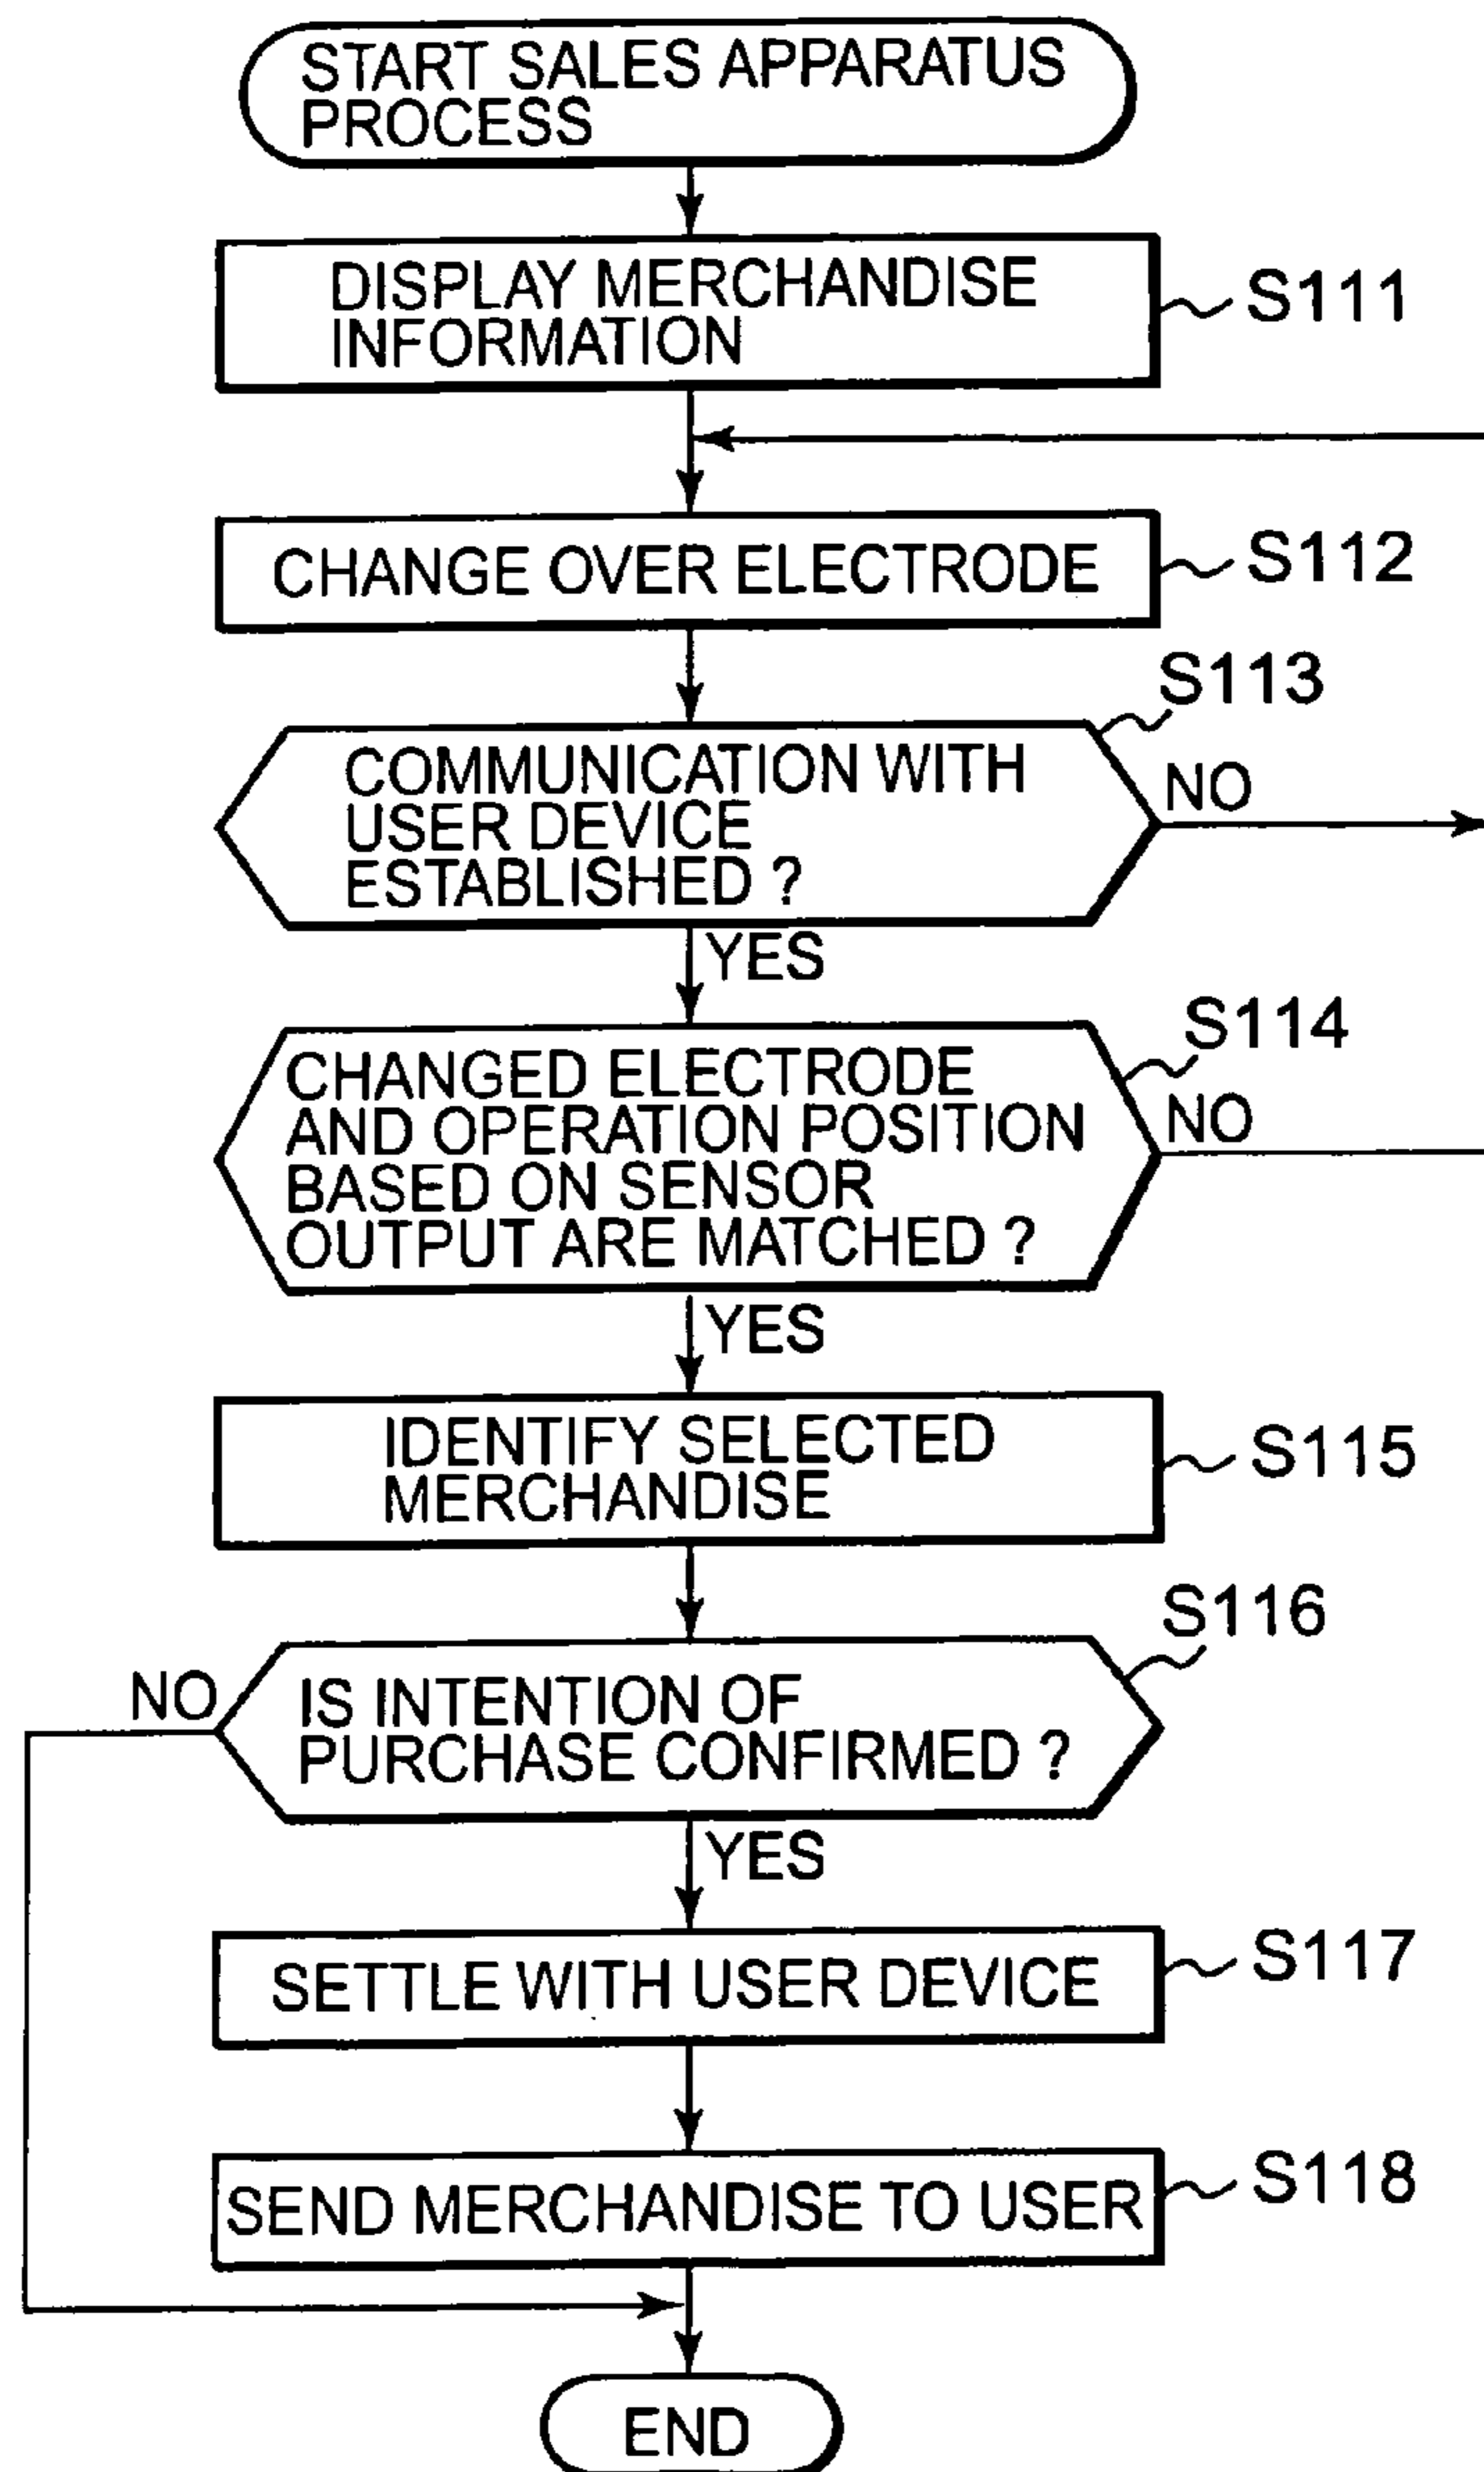 START SALES APPARATUS
PROCESS
DISPLAY MERCHANDISE
INFORMATION
S111
CHANGE OVER ELECTRODE
S112
S113
COMMUNICATION WITH
USER DEVICE
ESTABLISHED ?
NO
YES
S114
CHANGED ELECTRODE
AND OPERATION POSITION
BASED ON SENSOR
OUTPUT ARE MATCHED ?
NO
YES
IDENTIFY SELECTED
MERCHANDISE
S115
S116
NO
IS INTENTION OF
PURCHASE CONFIRMED ?
YES
SETTLE WITH USER DEVICE
S117
SEND MERCHANDISE TO USER
S118
END